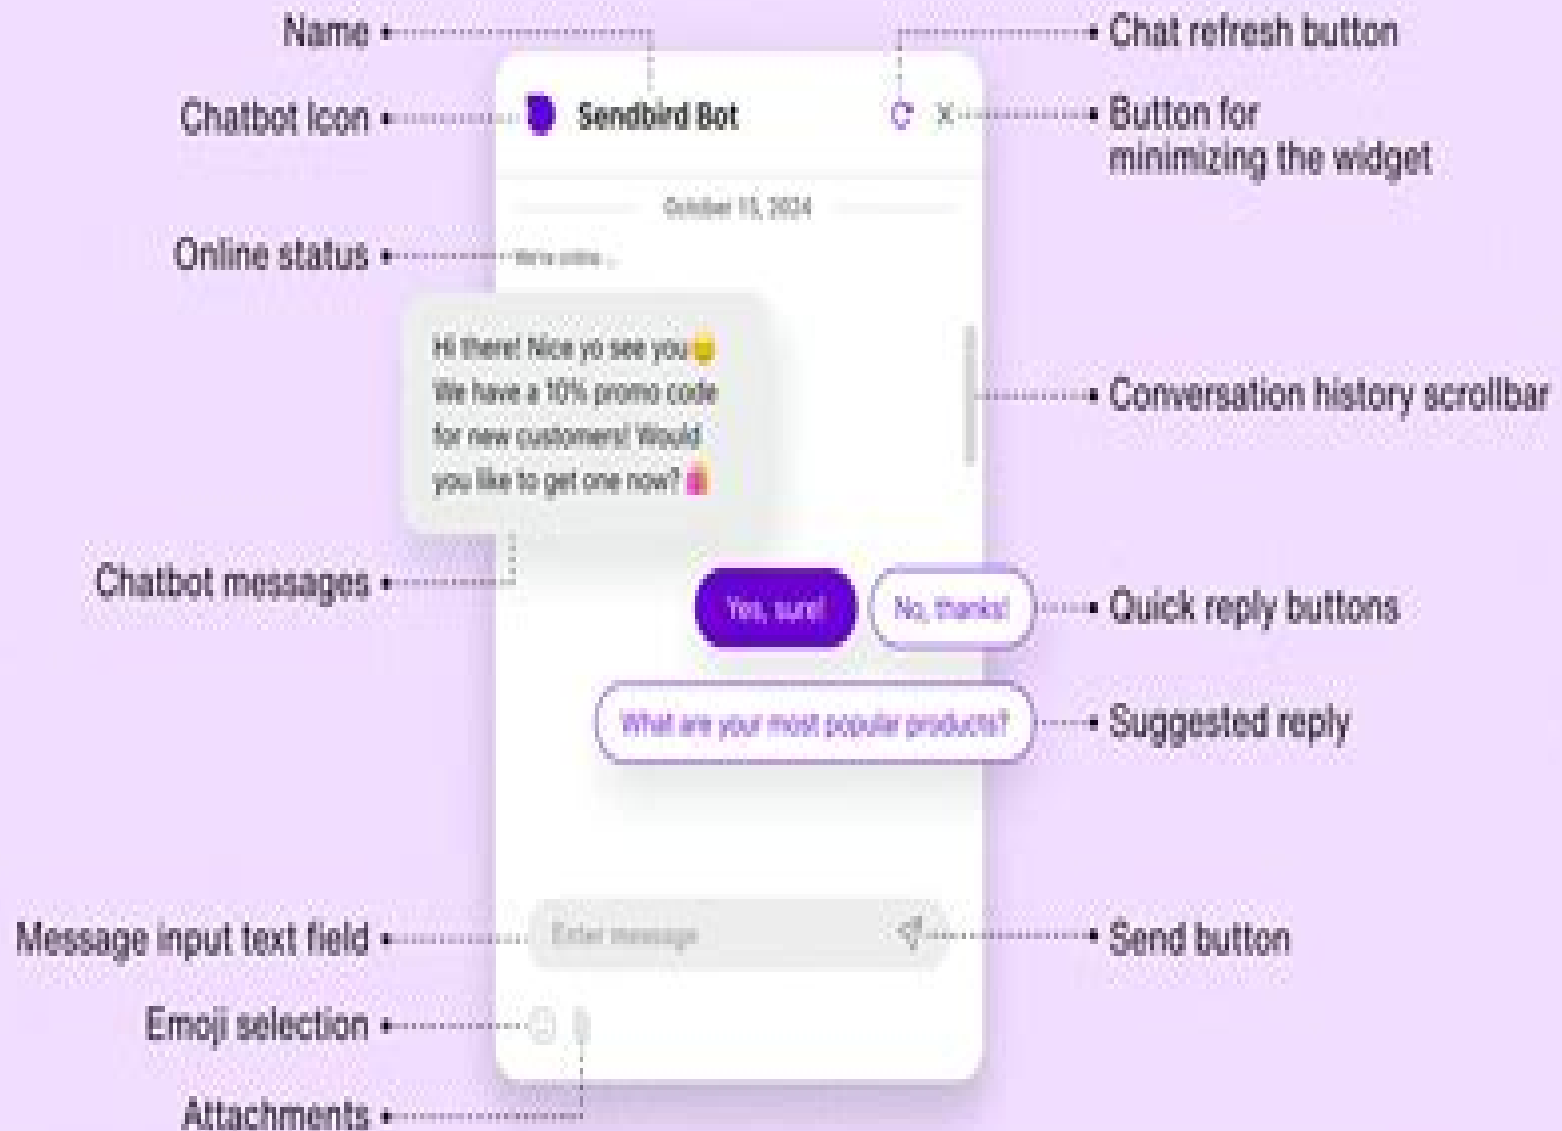 Name
Chat refresh button
Chatbot Icon
Sendbird Bot
Button for
minimizing the widget
October 15, 2024
Online status
We're online ...
Hi there! Nice yo see you
We have a 10% promo code
for new customers! Would
you like to get one now?
Conversation history scrollbar
Chatbot messages
Yes, sure!
No, thanks!
Quick reply buttons
What are your most popular products?
Suggested reply
Message input text field
Enter message
Send button
Emoji selection
Attachments